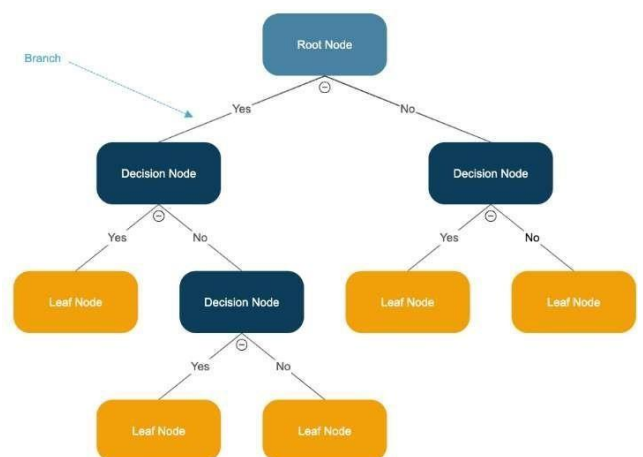 Root Node
Branch
Yes
No
Decision Node
Decision Node
Yes
No
Yes
No
Leaf Node
Decision Node
Leaf Node
Leaf Node
Yes
No
Leaf Node
Leaf Node